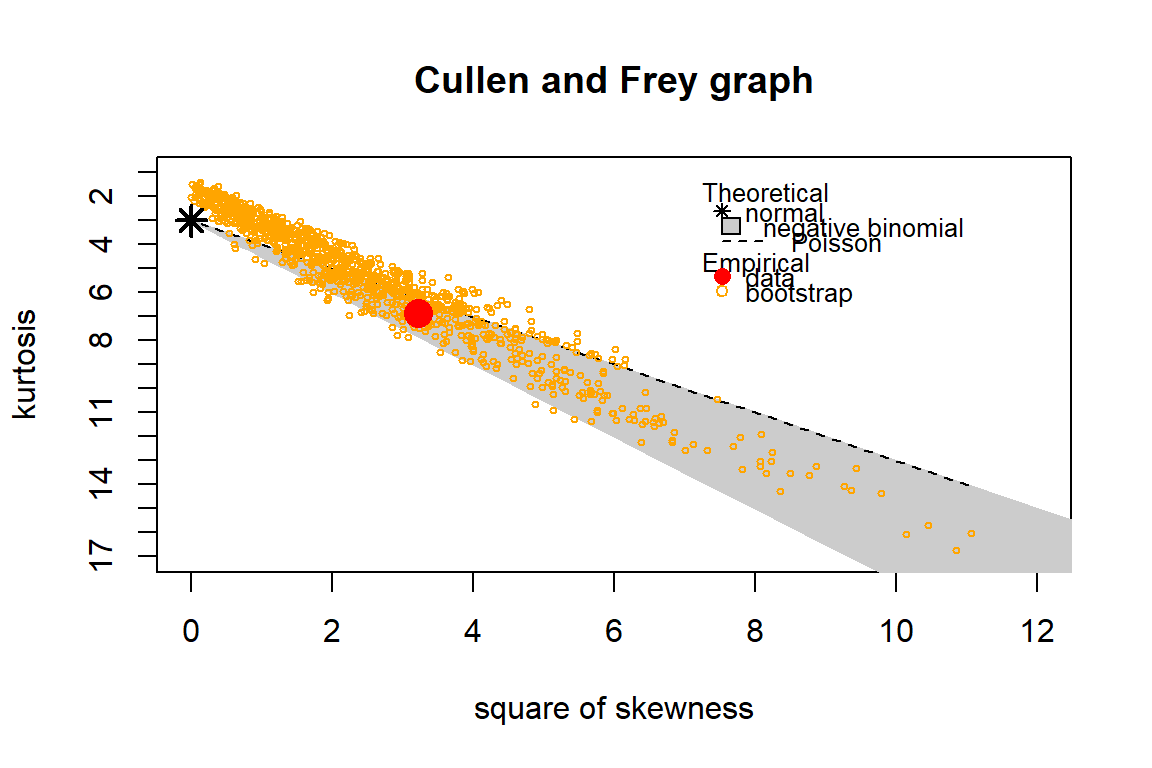 Cullen and Frey graph
kurtosis
2
4
6
8
11
14
17
Theoretical
normal
negative binomial
Poisson
Empirical
data
bootstrap
0 2 4 6 8 10 12
square of skewness